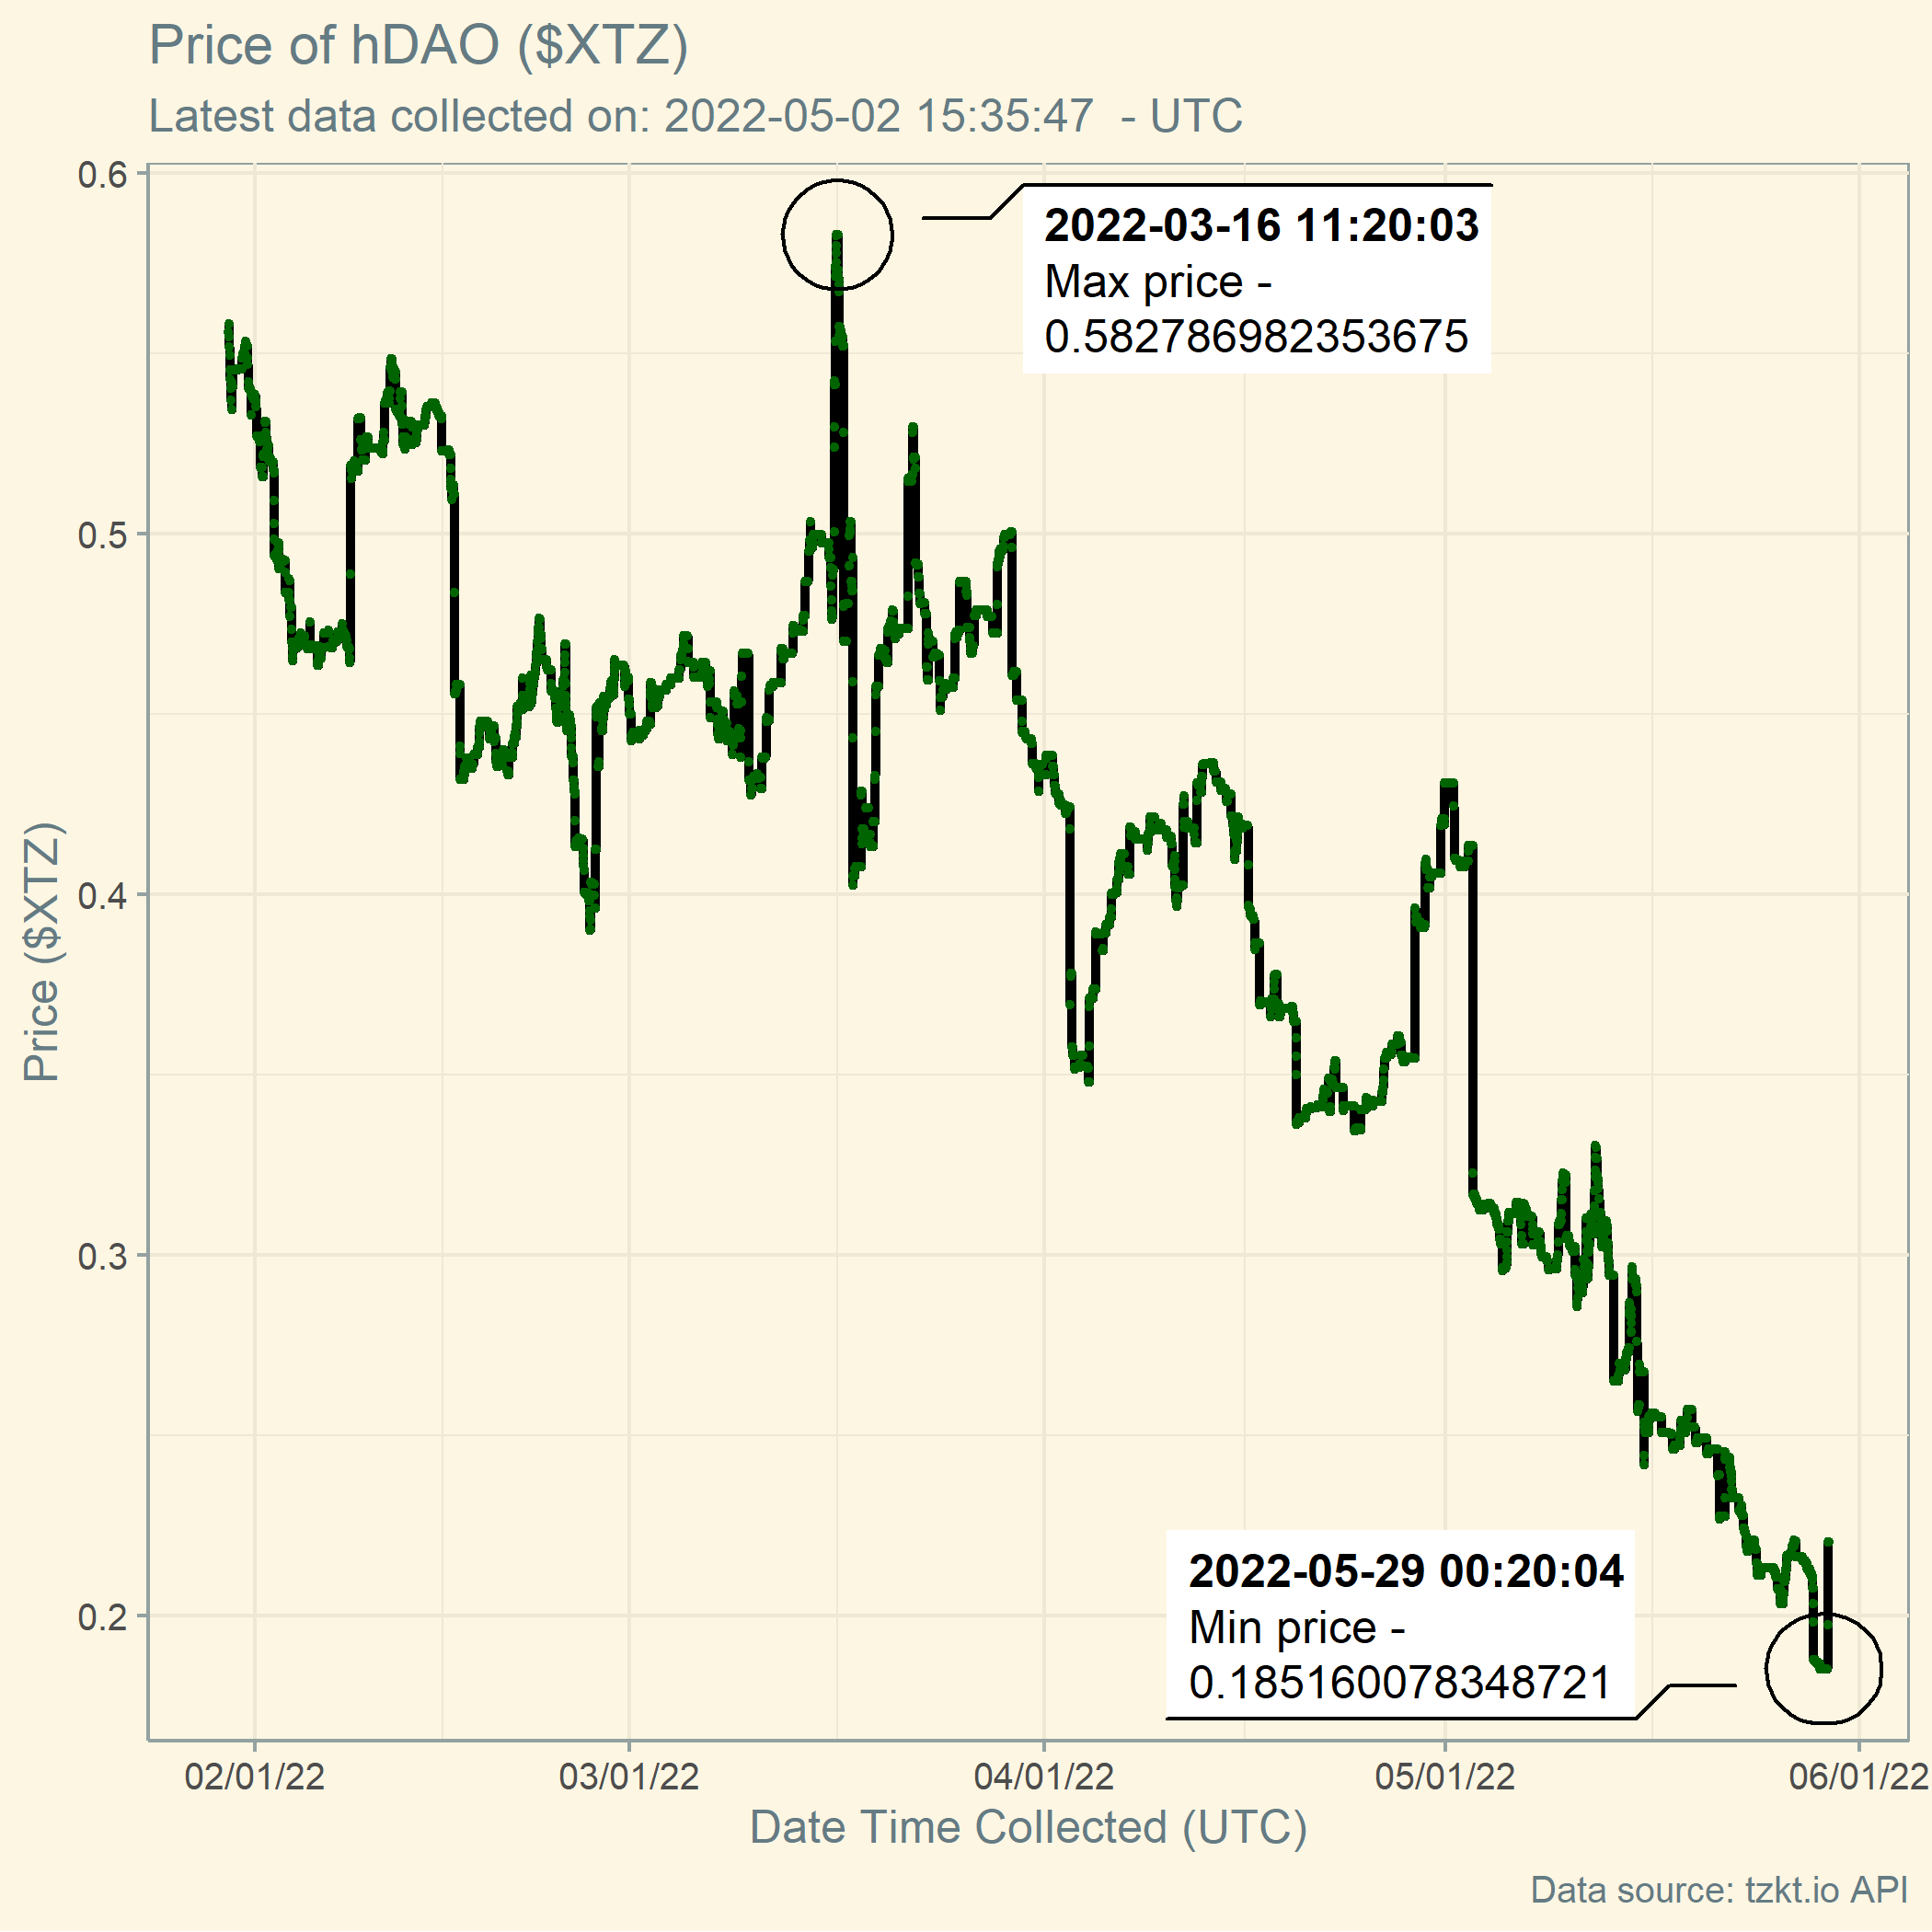 Price of hDAO ($XTZ)
Latest data collected on: 2022-05-02 15:35:47  - UTC
0.6
0.5
0.4
0.3
0.2
Price ($XTZ)
2022-03-16 11:20:03
Max price -
0.582786982353675
2022-05-29 00:20:04
Min price -
0.185160078348721
02/01/22
03/01/22
04/01/22
05/01/22
06/01/22
Date Time Collected (UTC)
Data source: tzkt.io API